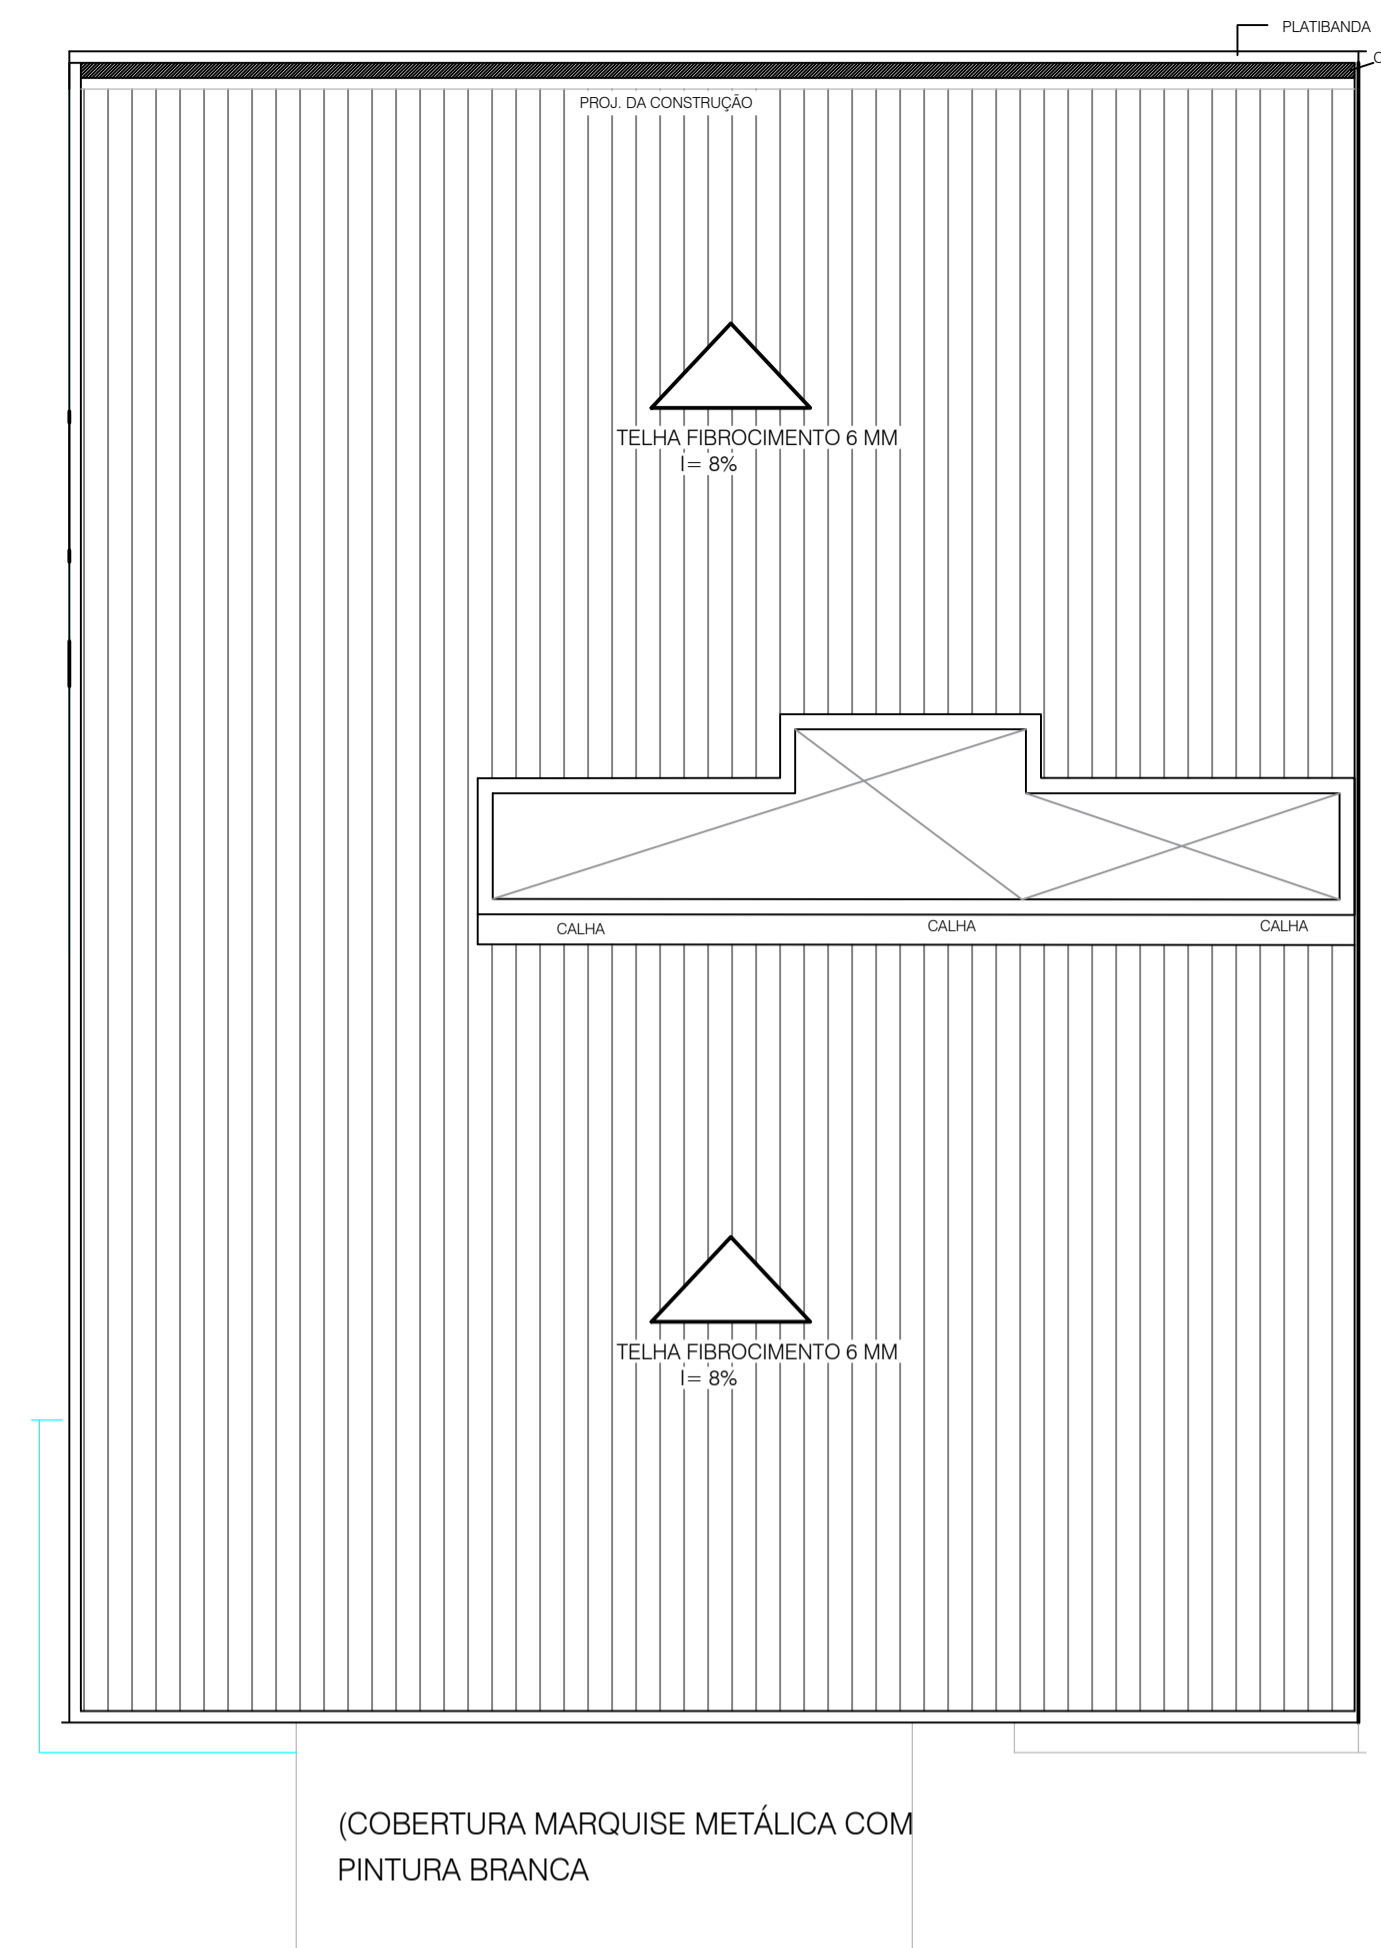 PLATIBANDA
PROJ. DA CONSTRUÇÃO
TELHA FIBROCIMENTO 6 MM
I= 8%
CALHA
CALHA
CALHA
TELHA FIBROCIMENTO 6 MM
I= 8%
(COBERTURA MARQUISE METÁLICA COM
PINTURA BRANCA